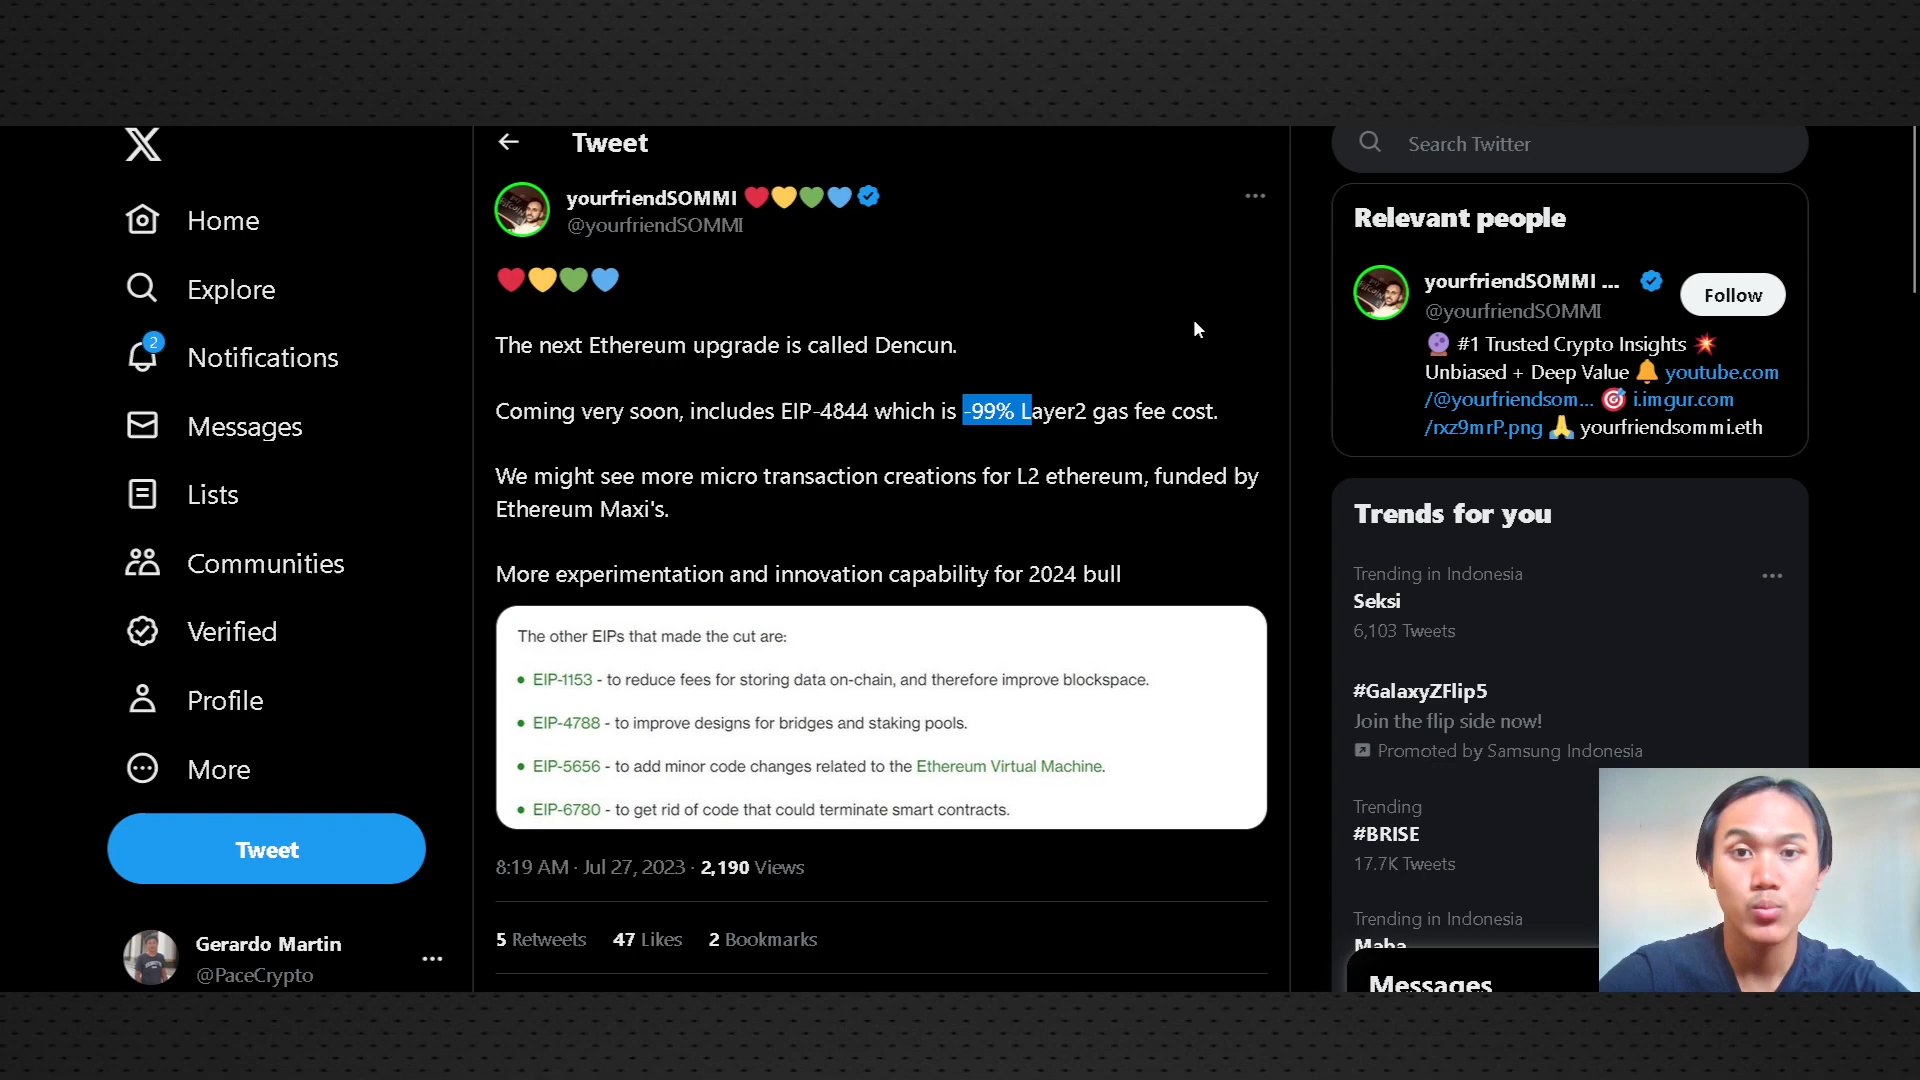 Home
Explore
2
Notifications
Messages
Lists
Communities
Verified
Profile
More
Tweet
Gerardo Martin
@PaceCrypto
Tweet
yourfriendSOMMI
@yourfriendSOMMI
The next Ethereum upgrade is called Dencun.
Coming very soon, includes EIP-4844 which is -99% Layer2 gas fee cost.
We might see more micro transaction creations for L2 ethereum, funded by
Ethereum Maxi's.
More experimentation and innovation capability for 2024 bull
The other EIPs that made the cut are:
• EIP-1153 - to reduce fees for storing data on-chain, and therefore improve blockspace.
• EIP-4788 - to improve designs for bridges and staking pools.
• EIP-5656 - to add minor code changes related to the Ethereum Virtual Machine.
• EIP-6780 - to get rid of code that could terminate smart contracts.
8:19 AM · Jul 27, 2023 · 2,190 Views
5 Retweets 47 Likes 2 Bookmarks
Search Twitter
Relevant people
yourfriendSOMMI ...
@yourfriendSOMMI
Follow
#1 Trusted Crypto Insights
Unbiased + Deep Value youtube.com
/@yourfriendsom... i.imgur.com
/rxz9mrP.png yourfriendsommi.eth
Trends for you
Trending in Indonesia
Seksi
6,103 Tweets
#GalaxyZFlip5
Join the flip side now!
Promoted by Samsung Indonesia
Trending
#BRISE
17.7K Tweets
Trending in Indonesia
Maba
Messages